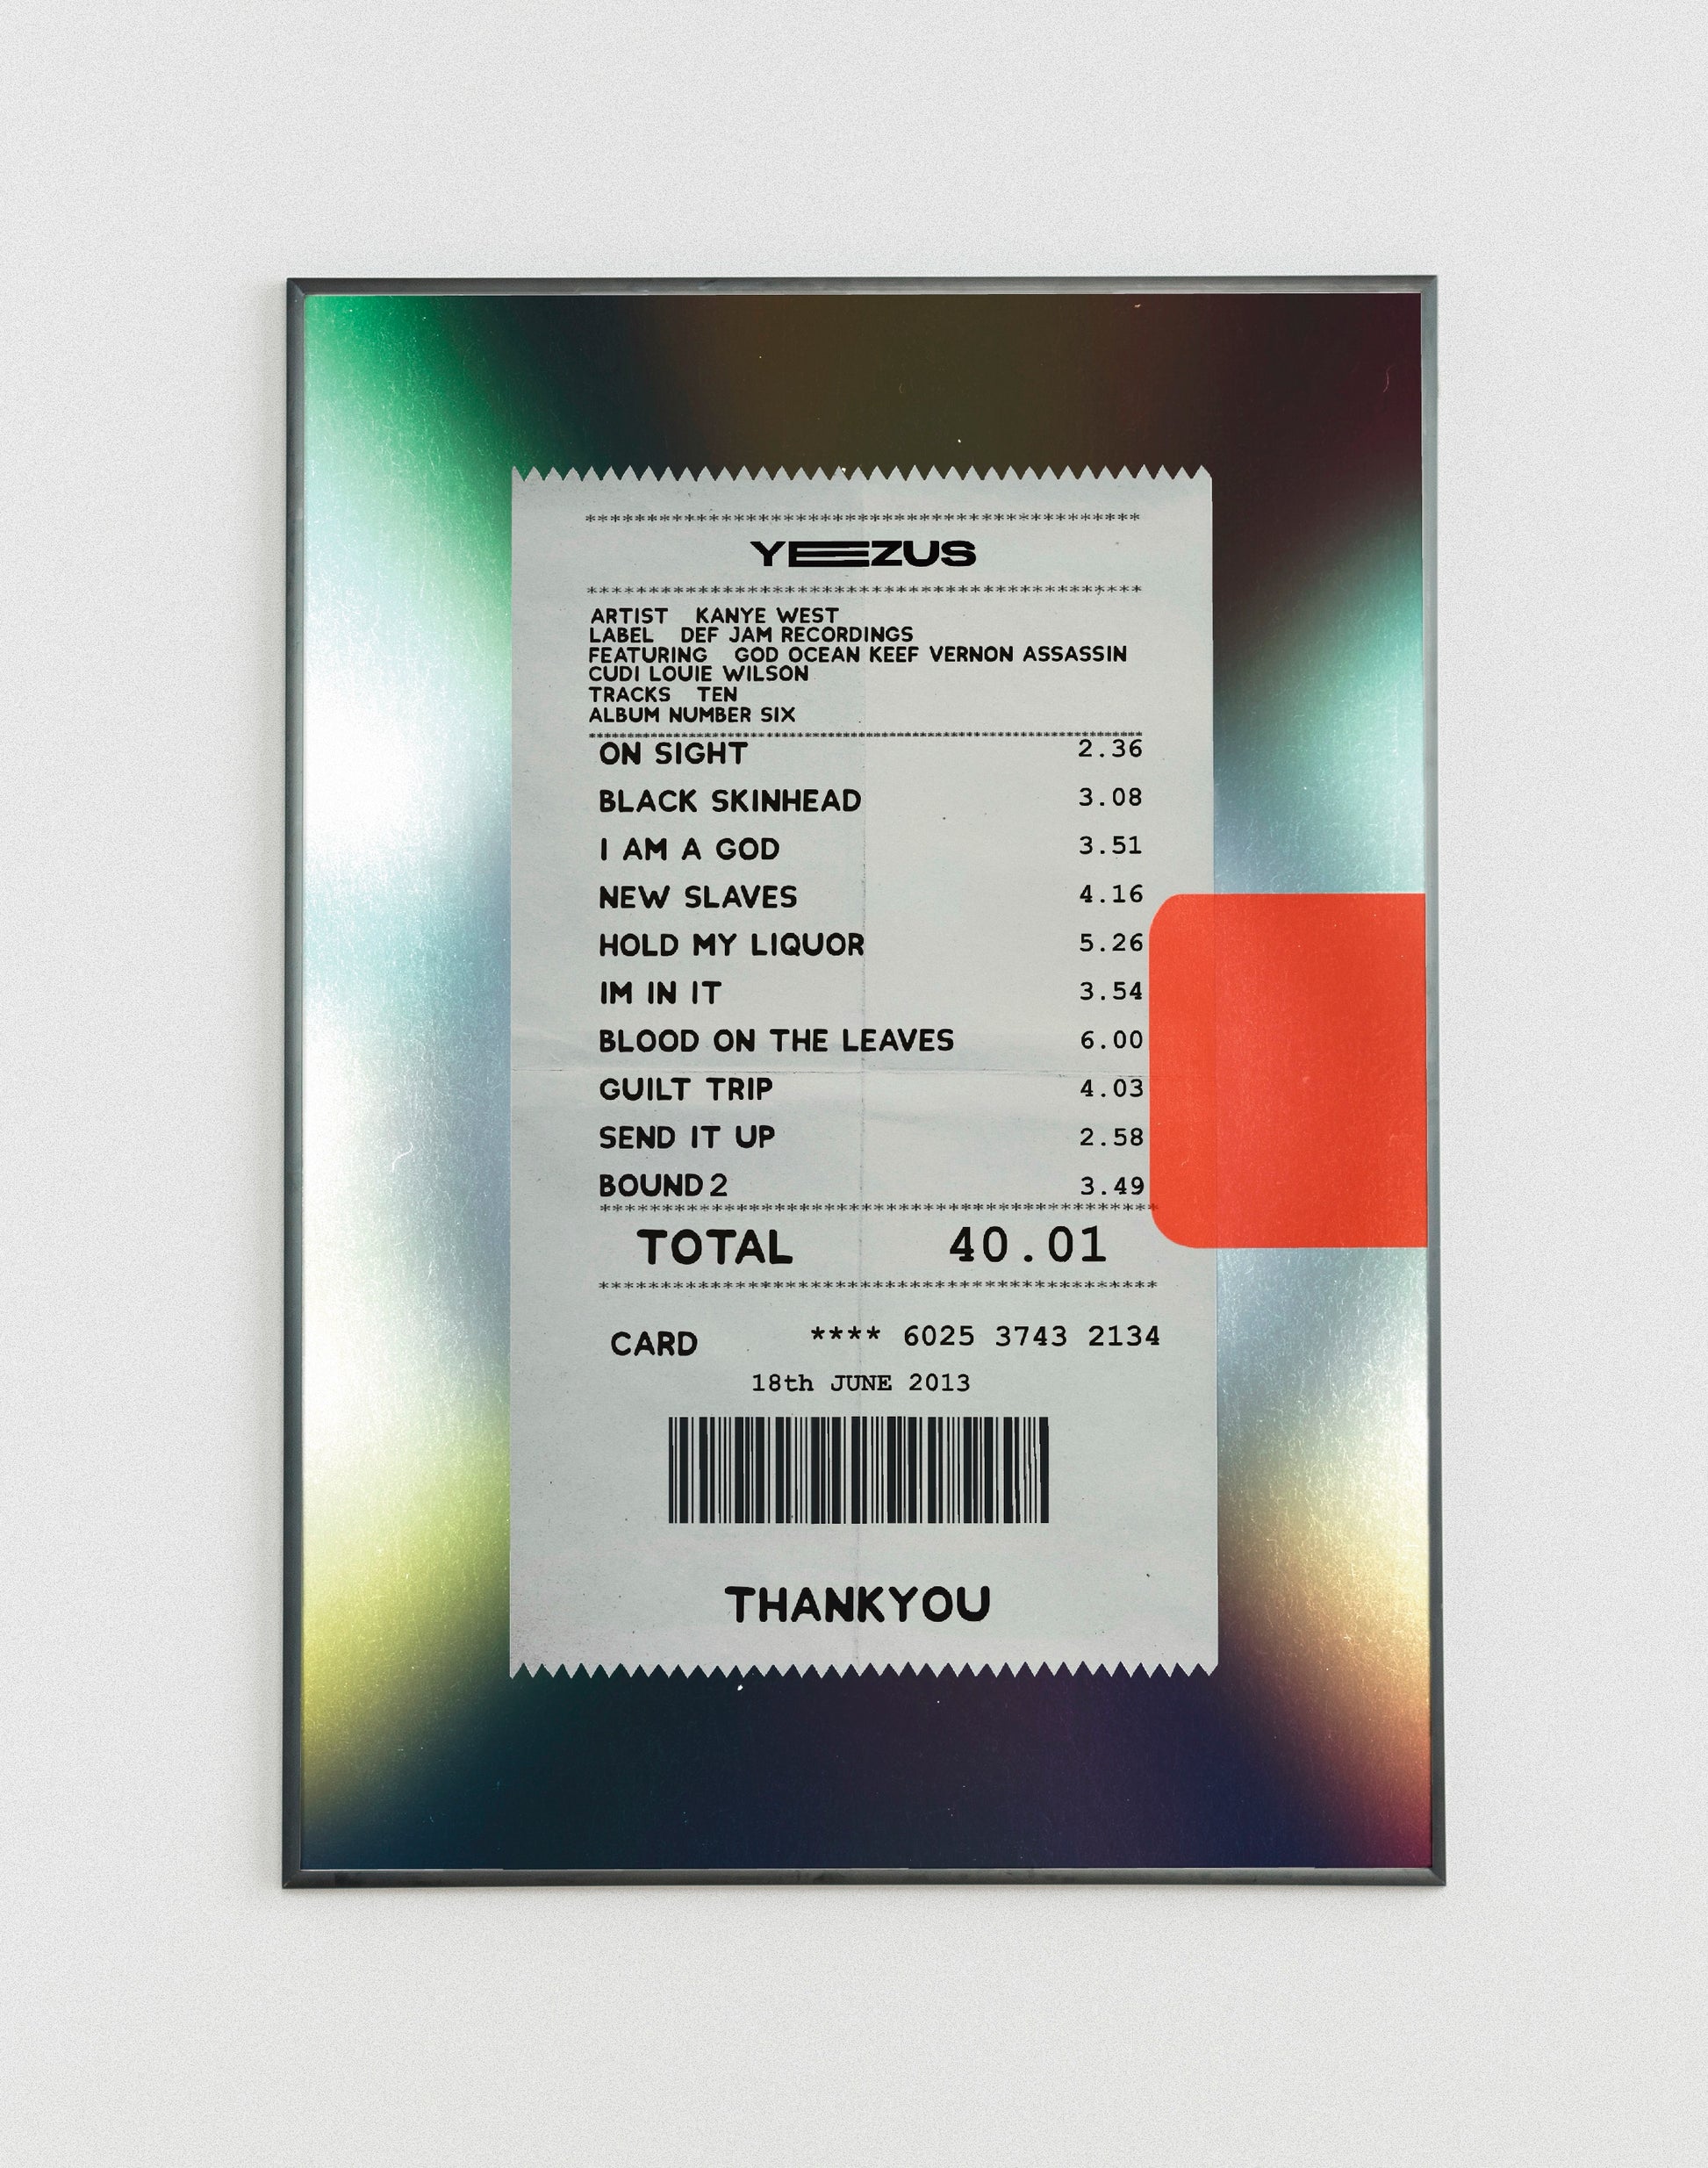 *********************************************
YEEZUS
*********************************************
ARTIST KANYE WEST
LABEL DEF JAM RECORDINGS
FEATURING GOD OCEAN KEEF VERNON ASSASSIN
CUDI LOUIE WILSON
TRACKS TEN
ALBUM NUMBER SIX
*********************************************
ON SIGHT 2.36
BLACK SKINHEAD 3.08
I AM A GOD 3.51
NEW SLAVES 4.16
HOLD MY LIQUOR 5.26
IM IN IT 3.54
BLOOD ON THE LEAVES 6.00
GUILT TRIP 4.03
SEND IT UP 2.58
BOUND 2 3.49
*********************************************
TOTAL 40.01
*********************************************
CARD **** 6025 3743 2134
18th JUNE 2013
THANKYOU